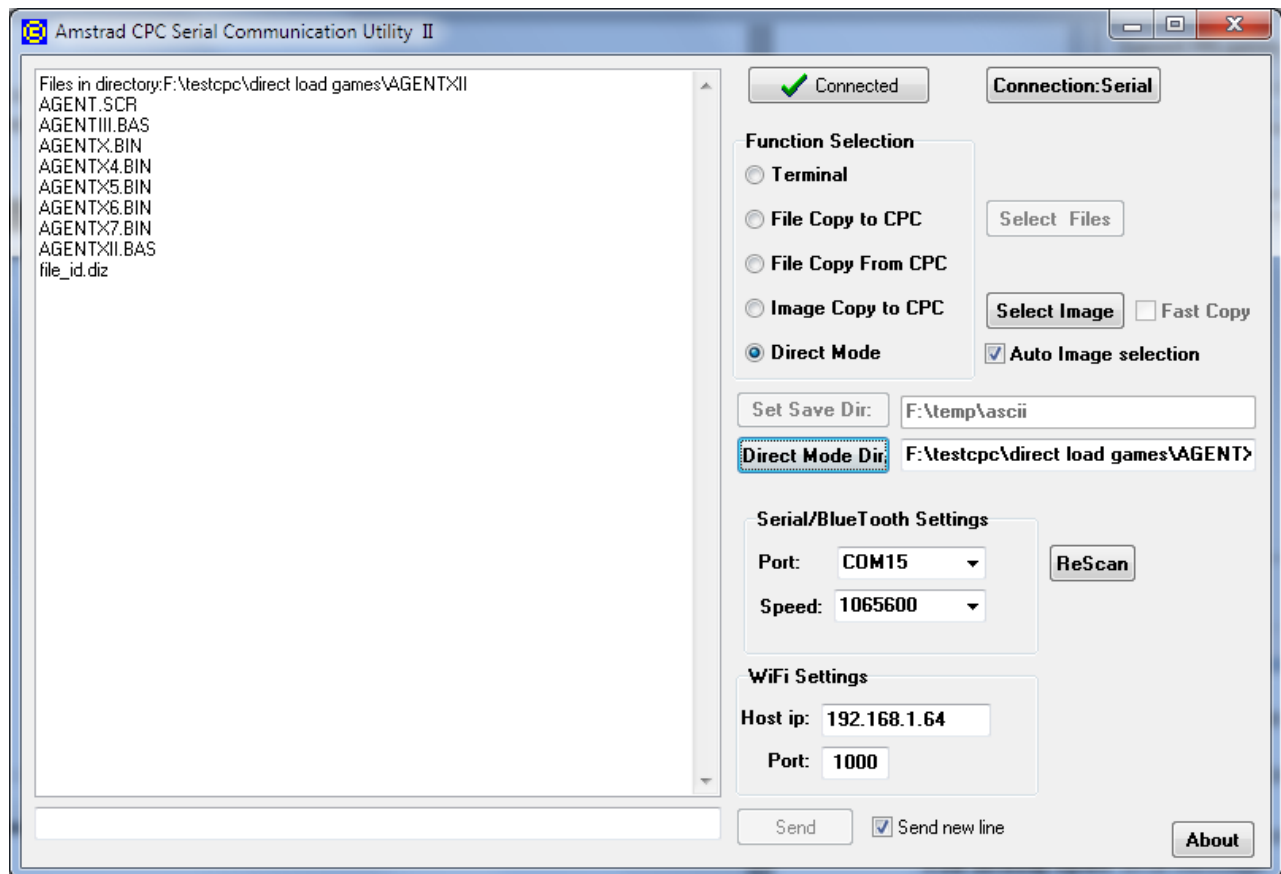 Amstrad CPC Serial Communication Utility II
Files in directory:F:\testcpc\direct load games\AGENTXII
AGENT.SCR
AGENTIII.BAS
AGENTX.BIN
AGENTX4.BIN
AGENTX5.BIN
AGENTX6.BIN
AGENTX7.BIN
AGENTXII.BAS
file_id.diz
Connected
Connection:Serial
Function Selection
Terminal
File Copy to CPC
Select Files
File Copy From CPC
Image Copy to CPC
Select Image
Fast Copy
Direct Mode
Auto Image selection
Set Save Dir:
F:\temp\ascii
Direct Mode Dir
F:\testcpc\direct load games\AGENTX
Serial/BlueTooth Settings
Port:
COM15
ReScan
Speed:
1065600
WiFi Settings
Host ip:
192.168.1.64
Port:
1000
Send
Send new line
About